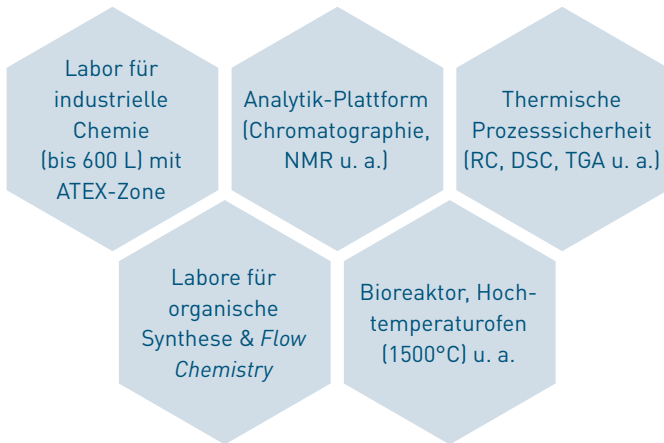 Labor für
industrielle
Chemie
(bis 600 L) mit
ATEX-Zone
Analytik-Plattform
(Chromatographie,
NMR u. a.)
Thermische
Prozesssicherheit
(RC, DSC, TGA u. a.)
Labore für
organische
Synthese & Flow
Chemistry
Bioreaktor, Hoch-
temperaturofen
(1500°C) u. a.